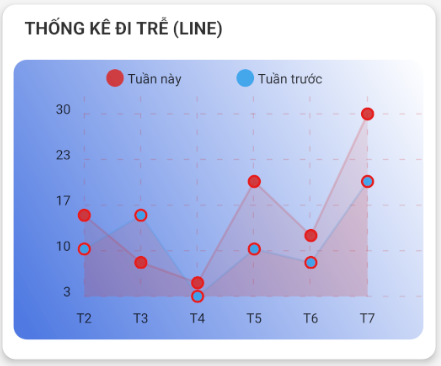 THỐNG KÊ ĐI TRỄ (LINE)
Tuần này Tuần trước
30
23
17
10
3
T2 T3 T4 T5 T6 T7